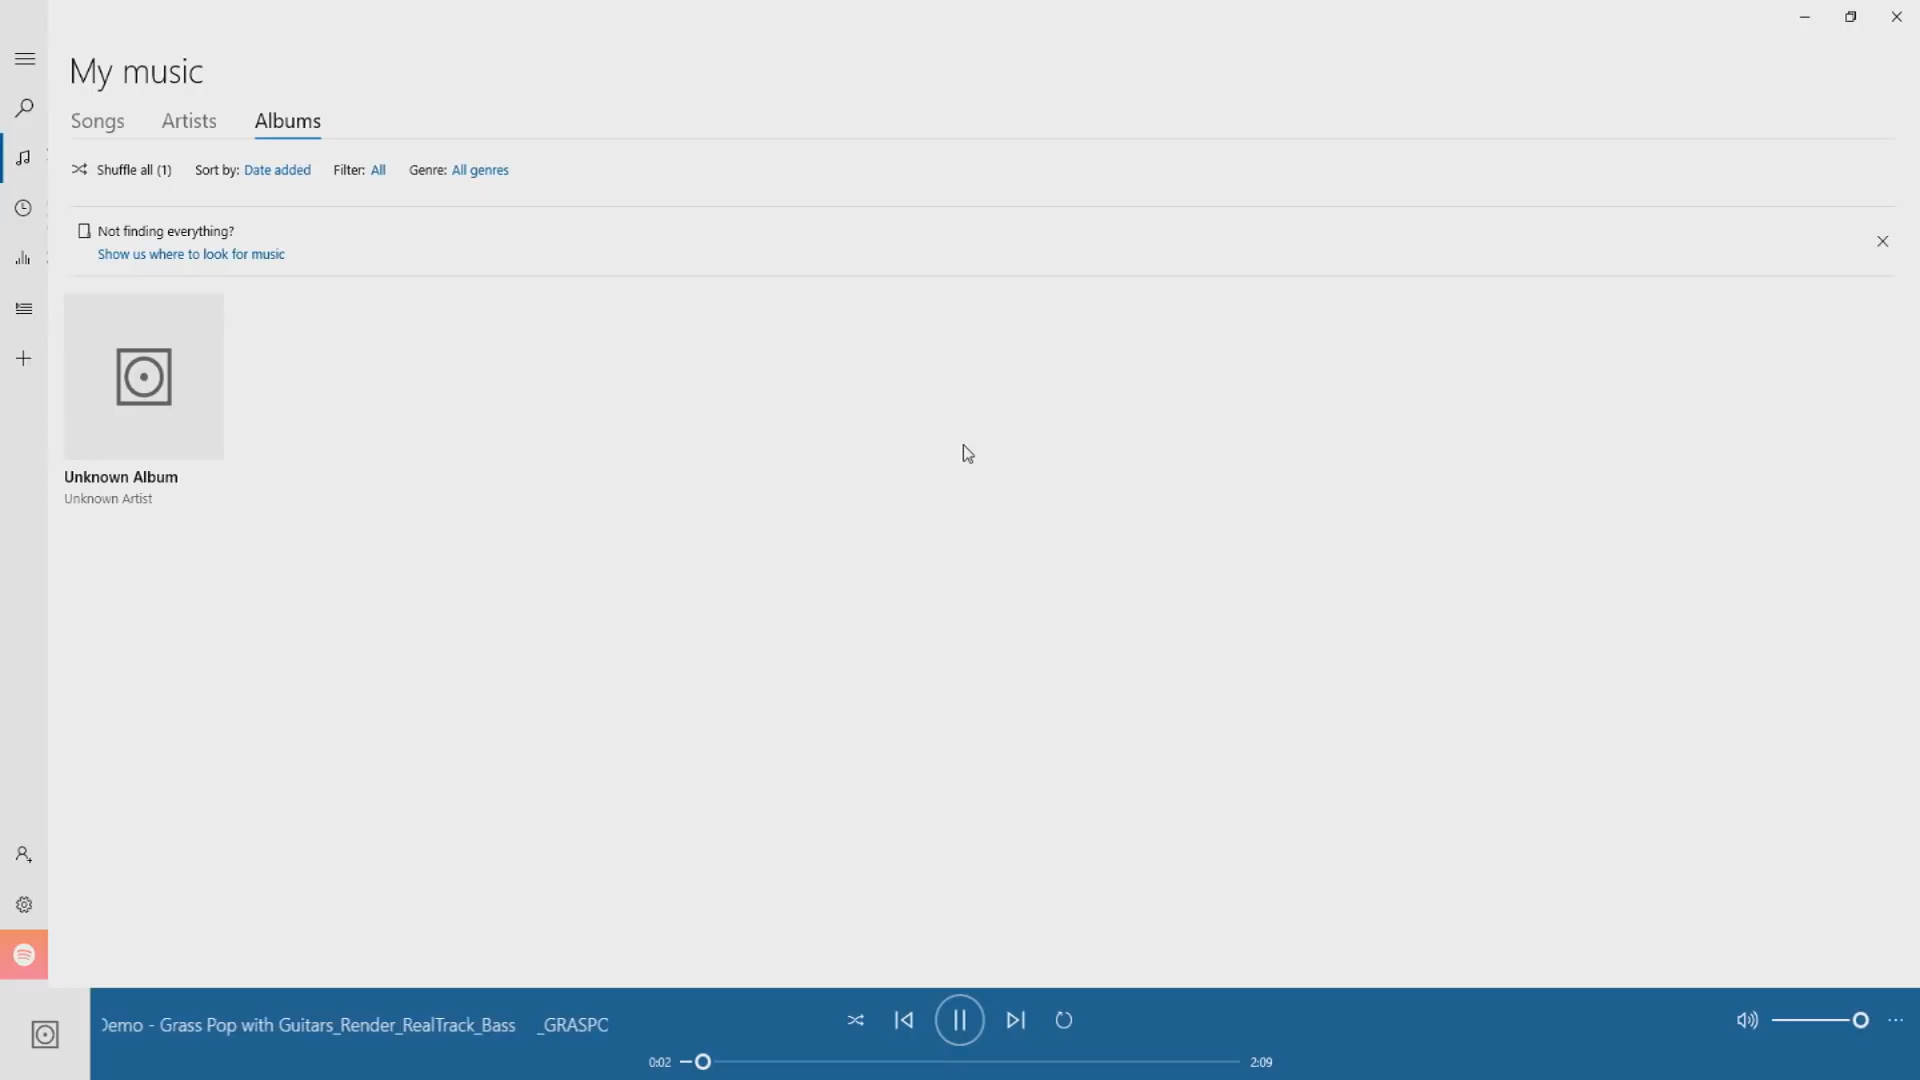 My music
Songs Artists Albums
Shuffle all (1) Sort by: Date added Filter: All Genre: All genres
Not finding everything?
Show us where to look for music
Unknown Album
Unknown Artist
Demo - Grass Pop with Guitars_Render_RealTrack_Bass _GRASPC
0:02 2:09